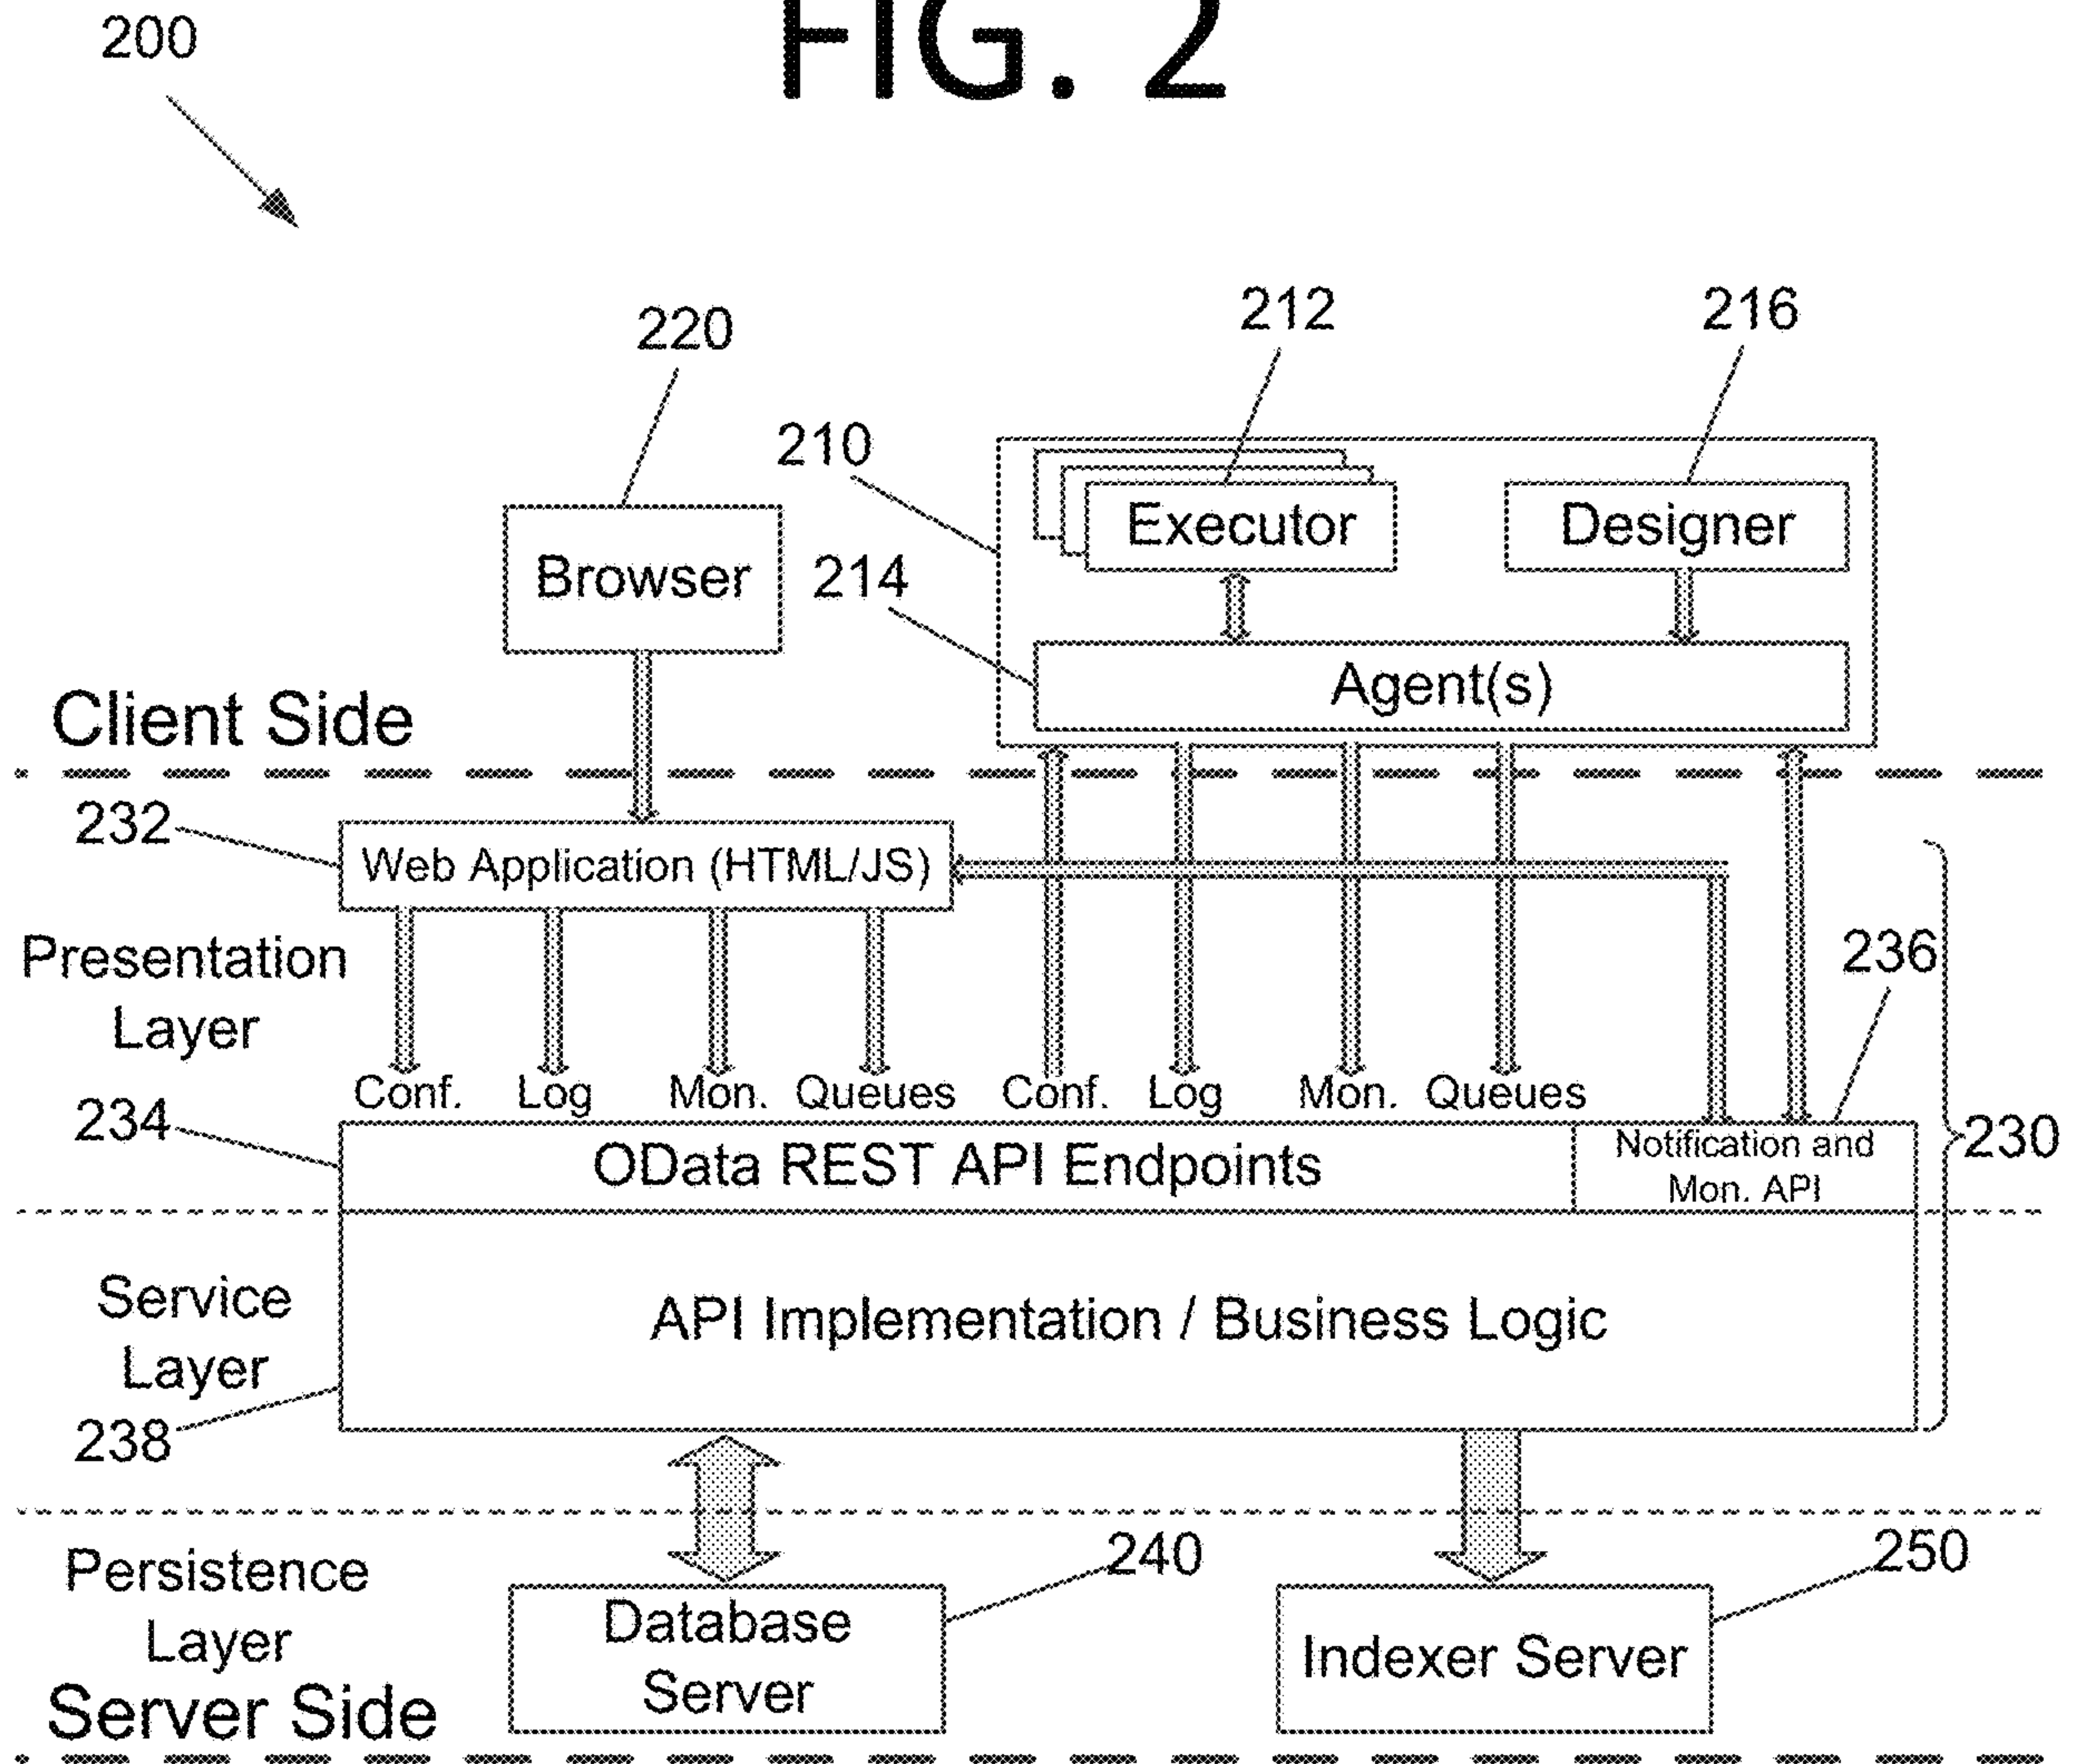 FIG. 2
200
220
212
216
210
Executor
Designer
Browser
214
Agent(s)
Client Side
232
Web Application (HTML/JS)
Presentation
Layer
236
Conf. Log Mon. Queues Conf. Log Mon. Queues
234
OData REST API Endpoints
Notification and
Mon. API
230
Service
Layer
API Implementation / Business Logic
238
240
250
Persistence
Layer
Database
Server
Indexer Server
Server Side